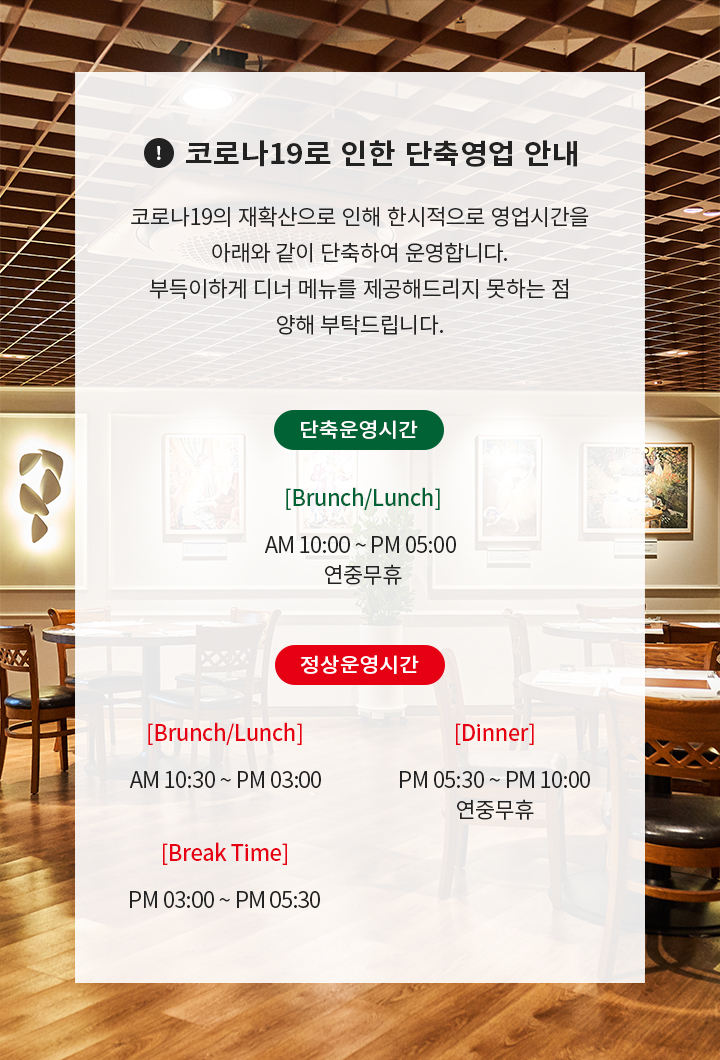 ! 코로나19로 인한 단축영업 안내
코로나19의 재확산으로 인해 한시적으로 영업시간을
아래와 같이 단축하여 운영합니다.
부득이하게 디너 메뉴를 제공해드리지 못하는 점
양해 부탁드립니다.
단축운영시간
[Brunch/Lunch]
AM 10:00 ~ PM 05:00
연중무휴
정상운영시간
[Brunch/Lunch]
AM 10:30 ~ PM 03:00
[Break Time]
PM 03:00 ~ PM 05:30
[Dinner]
PM 05:30 ~ PM 10:00
연중무휴